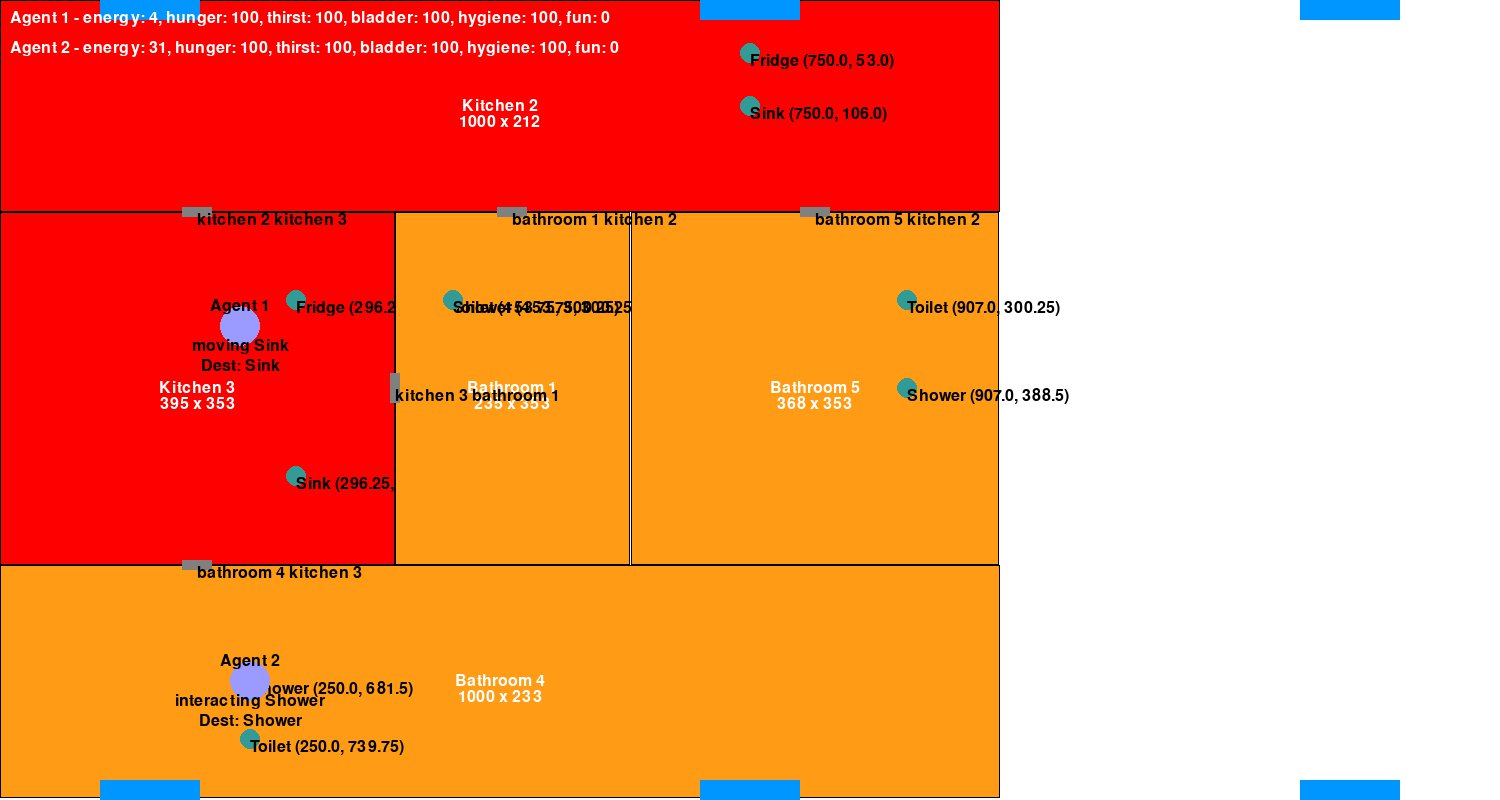 Agent 1 - energy: 4, hunger: 100, thirst: 100, bladder: 100, hygiene: 100, fun: 0
Agent 2 - energy: 31, hunger: 100, thirst: 100, bladder: 100, hygiene: 100, fun: 0
Fridge (750.0, 53.0)
Sink (750.0, 106.0)
Kitchen 2
1000 x 212
kitchen 2 kitchen 3
bathroom 1 kitchen 2
bathroom 5 kitchen 2
Agent 1
Fridge (296.2
Toilet (907.0, 300.25)
moving Sink
Dest: Sink
Kitchen 3
395 x 353
kitchen 3 bathroom 1
Bathroom 1
235 x 353
Bathroom 5
368 x 353
Shower (907.0, 388.5)
Sink (296.25,
bathroom 4 kitchen 3
Agent 2
(250.0, 681.5)
interacting Shower
Dest: Shower
Bathroom 4
1000 x 233
Toilet (250.0, 739.75)